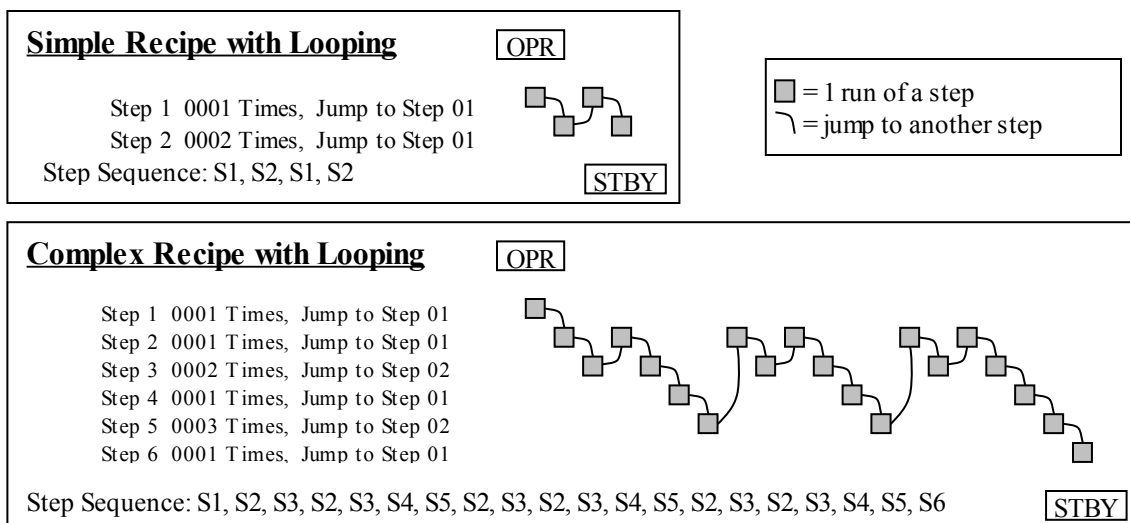 Simple Recipe with Looping
OPR
Step 1 0001 Times, Jump to Step 01
Step 2 0002 Times, Jump to Step 01
Step Sequence: S1, S2, S1, S2
STBY
= 1 run of a step
= jump to another step
Complex Recipe with Looping
OPR
Step 1 0001 Times, Jump to Step 01
Step 2 0001 Times, Jump to Step 01
Step 3 0002 Times, Jump to Step 02
Step 4 0001 Times, Jump to Step 01
Step 5 0003 Times, Jump to Step 02
Step 6 0001 Times, Jump to Step 01
Step Sequence: S1, S2, S3, S2, S3, S4, S5, S2, S3, S2, S3, S4, S5, S2, S3, S2, S3, S4, S5, S6
STBY